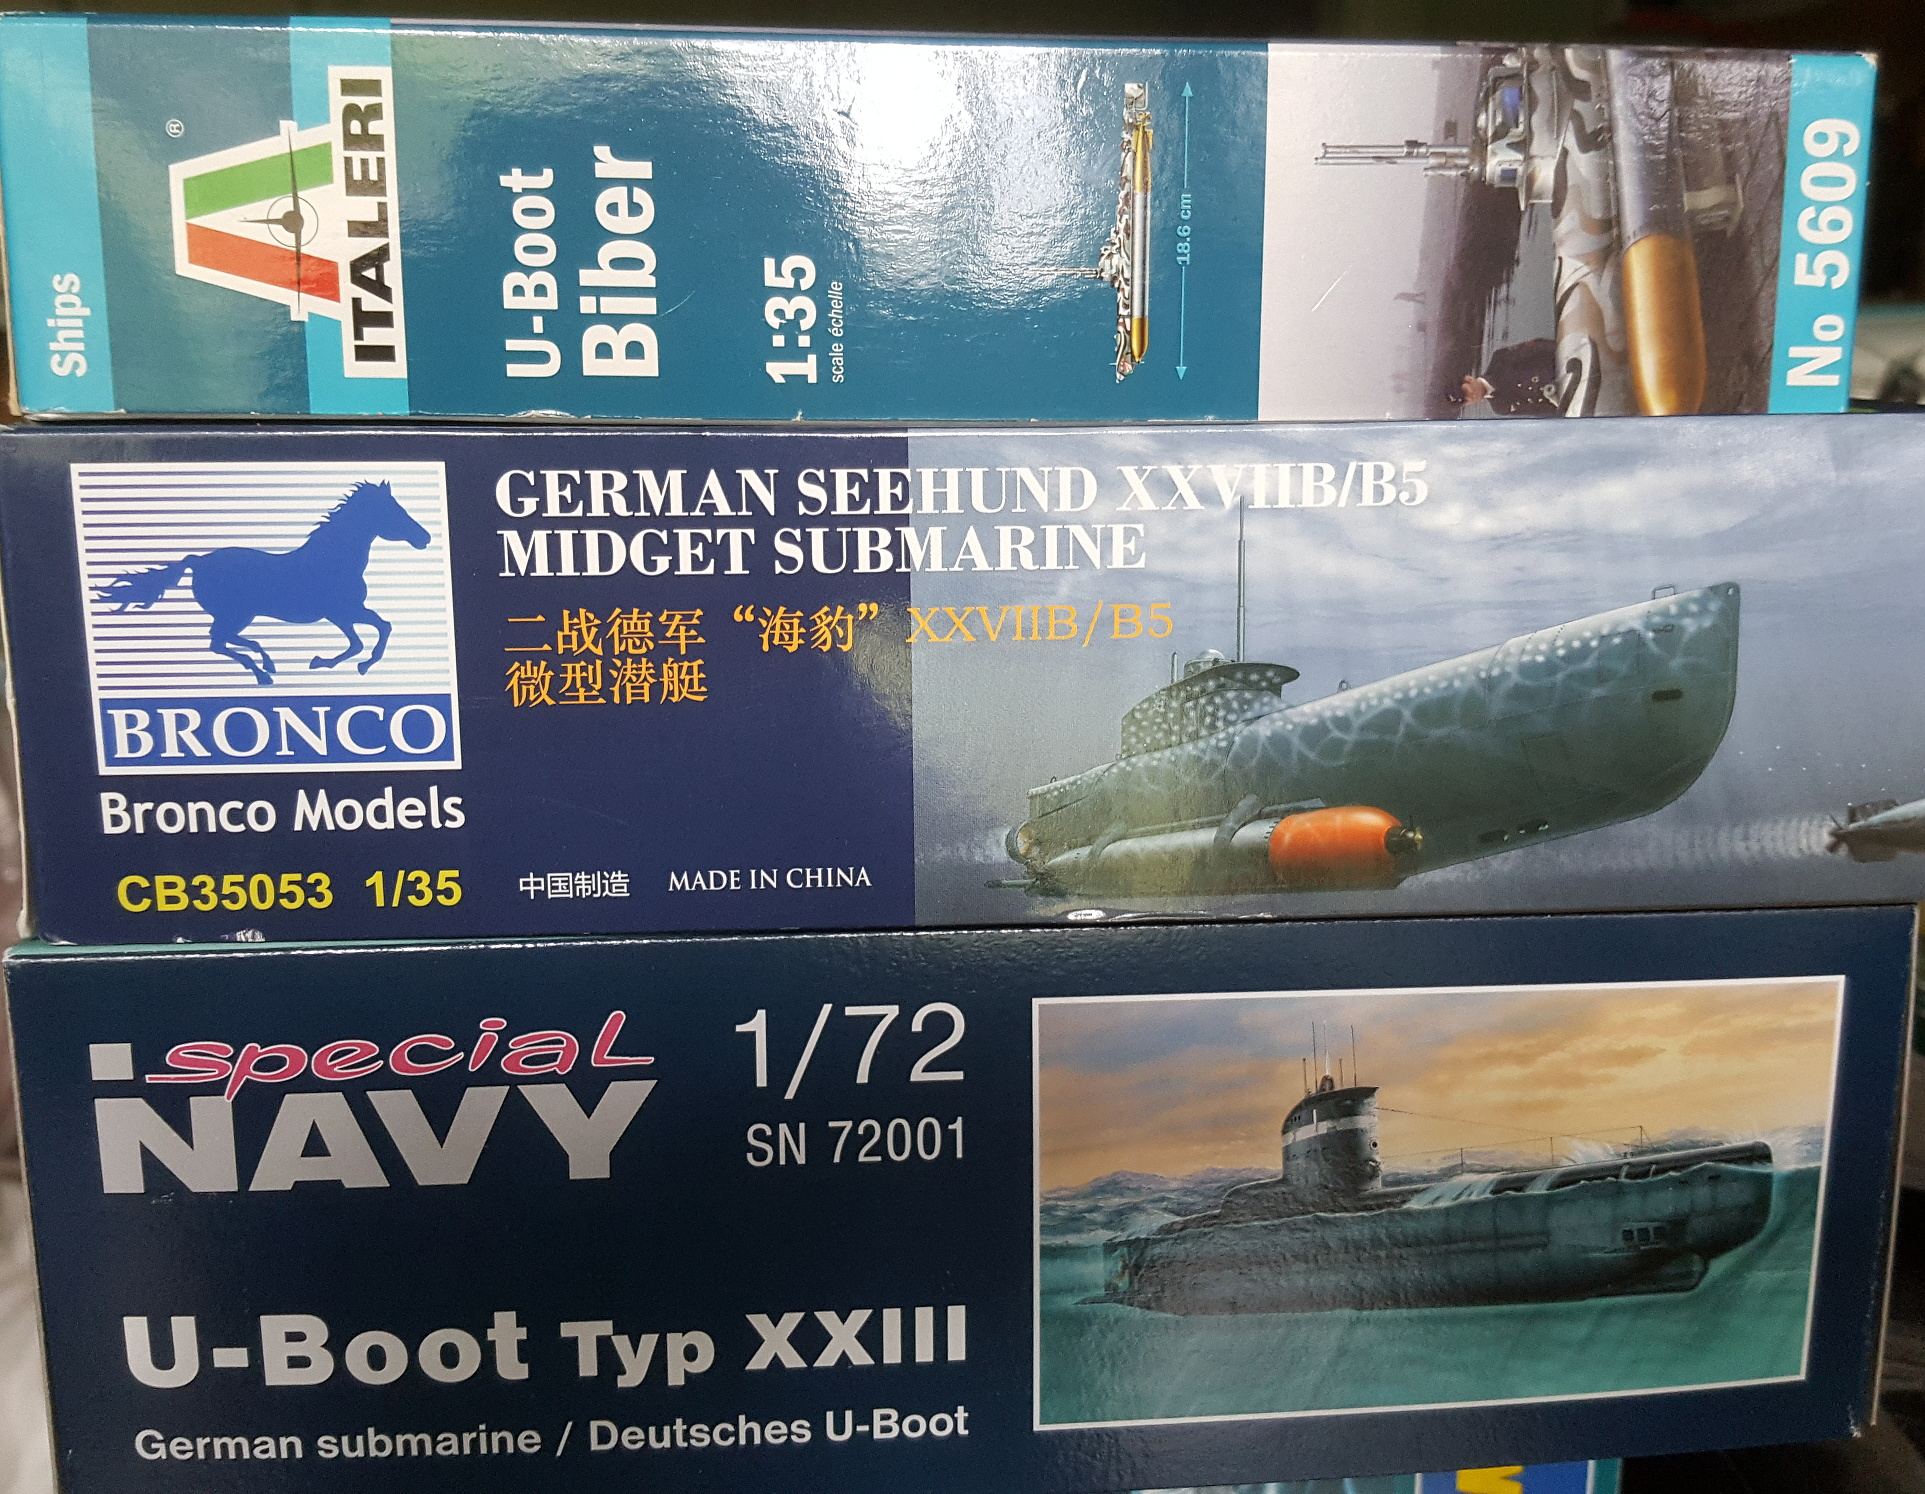 Ships
®
ITALERI
U-Boot
Biber
1:35
scale échelle
18.6 cm
No 5609
GERMAN SEEHUND XXVIIB/B5
MIDGET SUBMARINE
二战德军“海豹”XXVIIB/B5
微型潜艇
BRONCO
Bronco Models
CB35053 1/35
中国制造 MADE IN CHINA
special
NAVY
1/72
SN 72001
U-Boot Typ XXIII
German submarine / Deutsches U-Boot